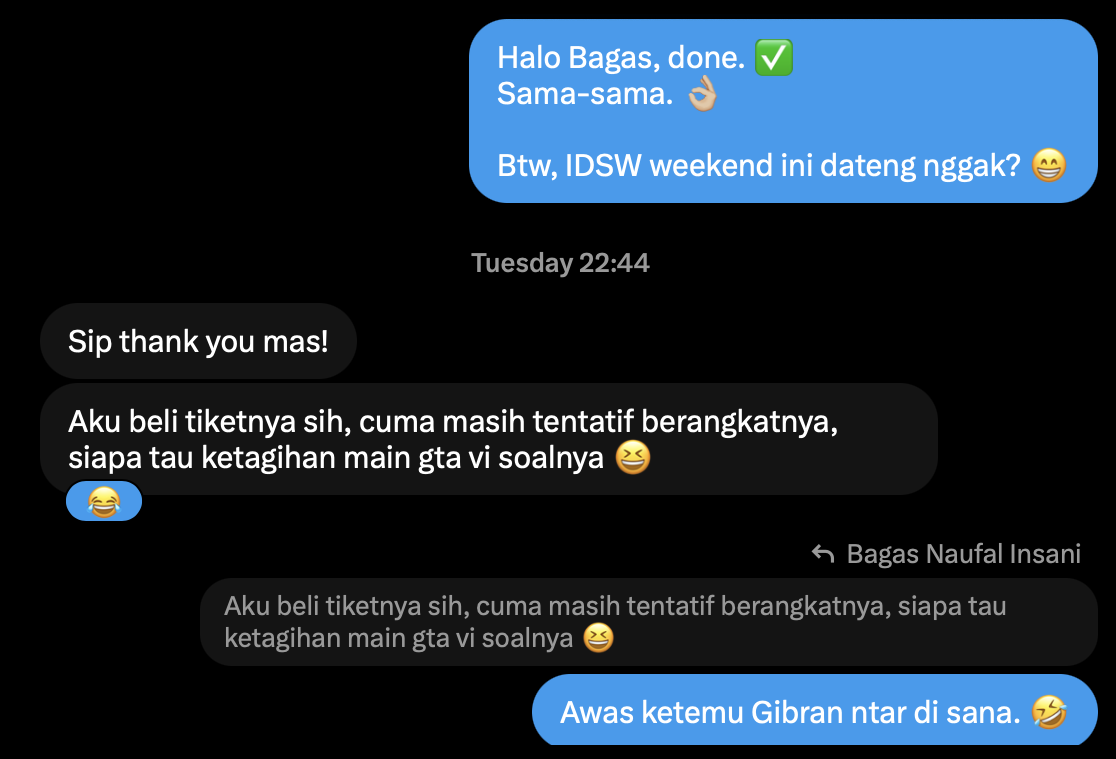 Halo Bagas, done. ✅
Sama-sama. 👌🏼
Btw, IDSW weekend ini dateng nggak? 😁
Tuesday 22:44
Sip thank you mas!
Aku beli tiketnya sih, cuma masih tentatif berangkatnya,
siapa tau ketagihan main gta vi soalnya 😆
😂
Bagas Naufal Insani
Aku beli tiketnya sih, cuma masih tentatif berangkatnya, siapa tau
ketagihan main gta vi soalnya 😆
Awas ketemu Gibran ntar di sana. 🤣